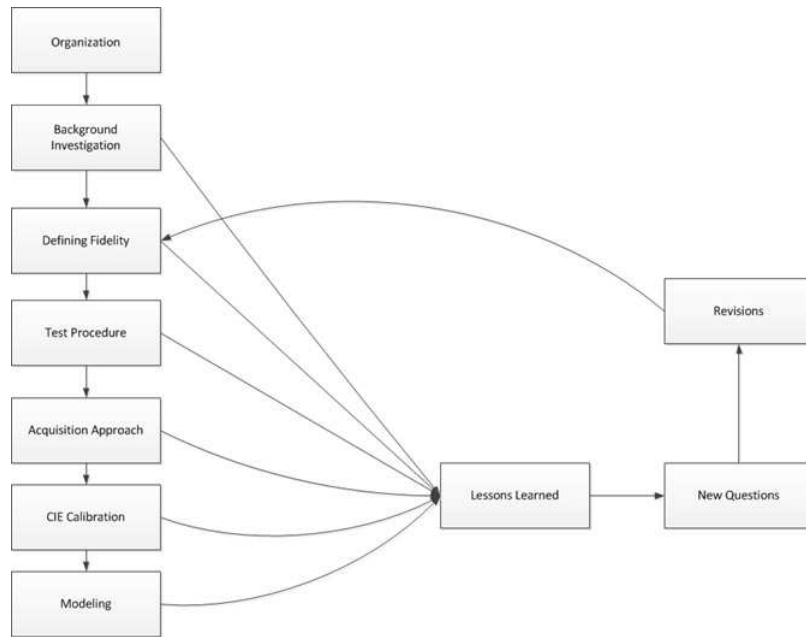 Organization
Background
Investigation
Defining Fidelity
Test Procedure
Acquisition Approach
CIE Calibration
Modeling
Lessons Learned
New Questions
Revisions